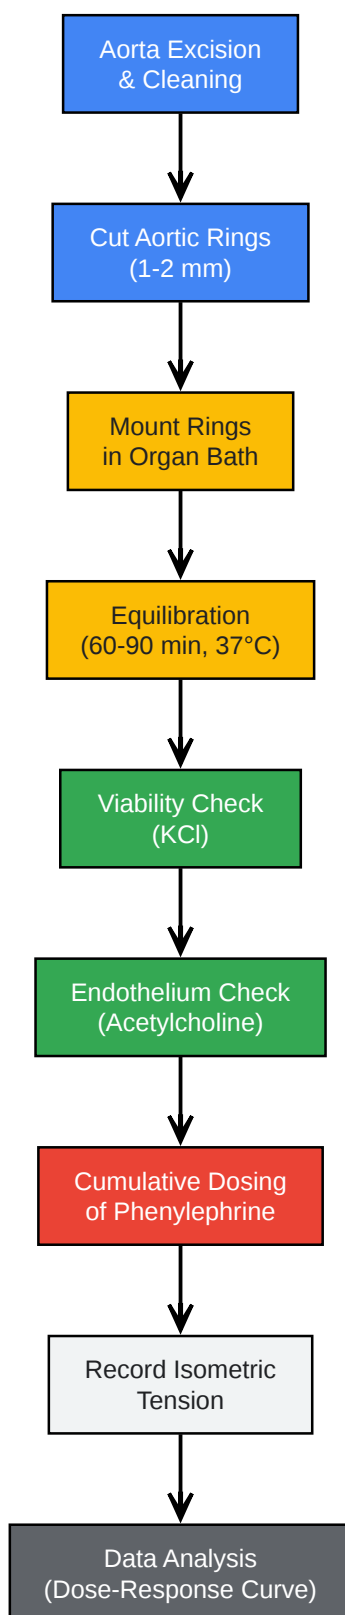 Aorta Excision
& Cleaning
Cut Aortic Rings
(1-2 mm)
Mount Rings
in Organ Bath
Equilibration
(60-90 min, 37°C)
Viability Check
(KCl)
Endothelium Check
(Acetylcholine)
Cumulative Dosing
of Phenylephrine
Record Isometric
Tension
Data Analysis
(Dose-Response Curve)